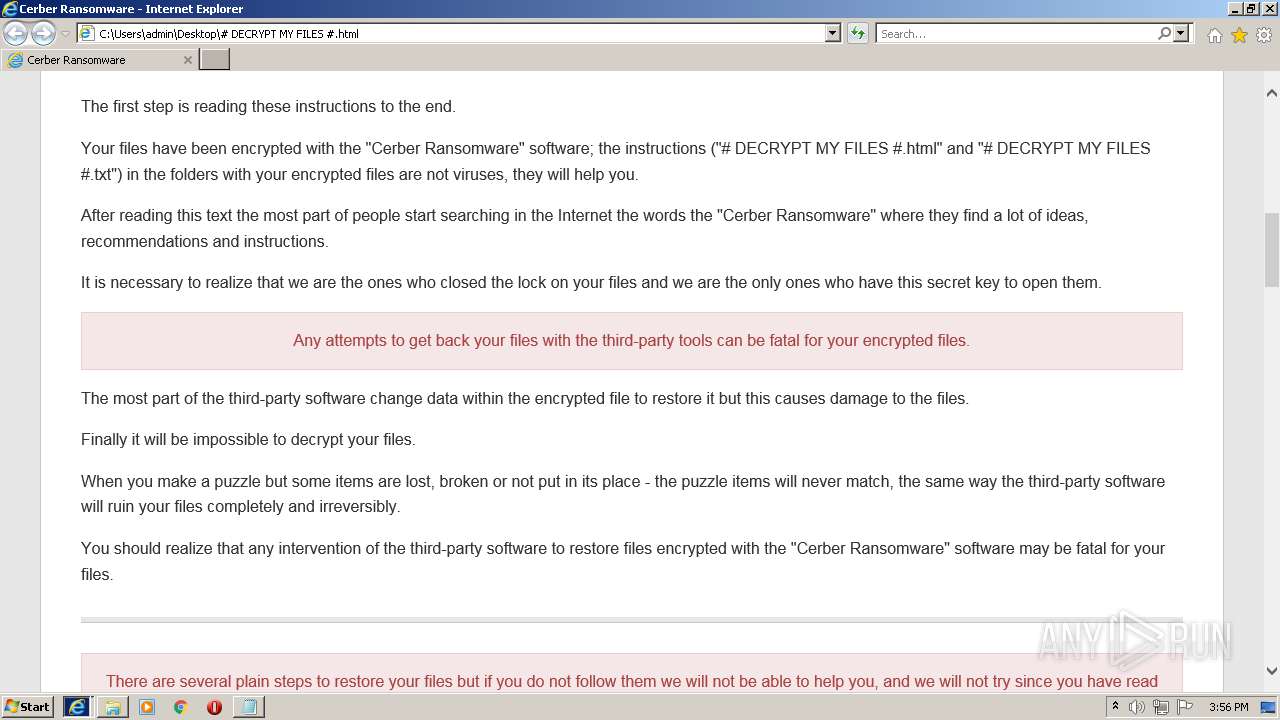 Cerber Ransomware - Internet Explorer
C:\Users\admin\Desktop\# DECRYPT MY FILES #.html
Search...
Cerber Ransomware
The first step is reading these instructions to the end.
Your files have been encrypted with the "Cerber Ransomware" software; the instructions ("# DECRYPT MY FILES #.html" and "# DECRYPT MY FILES
#.txt") in the folders with your encrypted files are not viruses, they will help you.
After reading this text the most part of people start searching in the Internet the words the "Cerber Ransomware" where they find a lot of ideas,
recommendations and instructions.
It is necessary to realize that we are the ones who closed the lock on your files and we are the only ones who have this secret key to open them.
Any attempts to get back your files with the third-party tools can be fatal for your encrypted files.
The most part of the third-party software change data within the encrypted file to restore it but this causes damage to the files.
Finally it will be impossible to decrypt your files.
When you make a puzzle but some items are lost, broken or not put in its place - the puzzle items will never match, the same way the third-party software
will ruin your files completely and irreversibly.
You should realize that any intervention of the third-party software to restore files encrypted with the "Cerber Ransomware" software may be fatal for your
files.
ANY RUN
There are several plain steps to restore your files but if you do not follow them we will not be able to help you, and we will not try since you have read
Start
3:56 PM